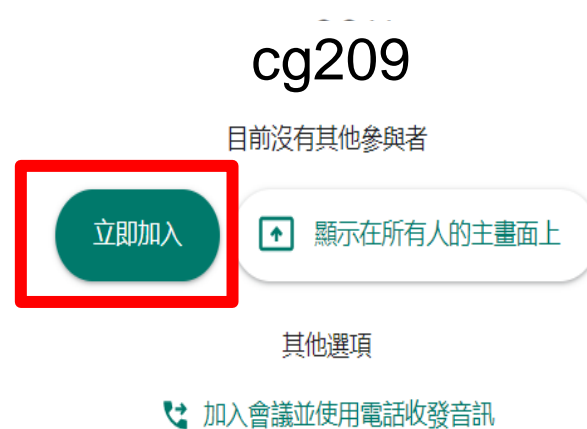 cg209
目前沒有其他參與者
立即加入
顯示在所有人的主畫面上
其他選項
加入會議並使用電話收發音訊